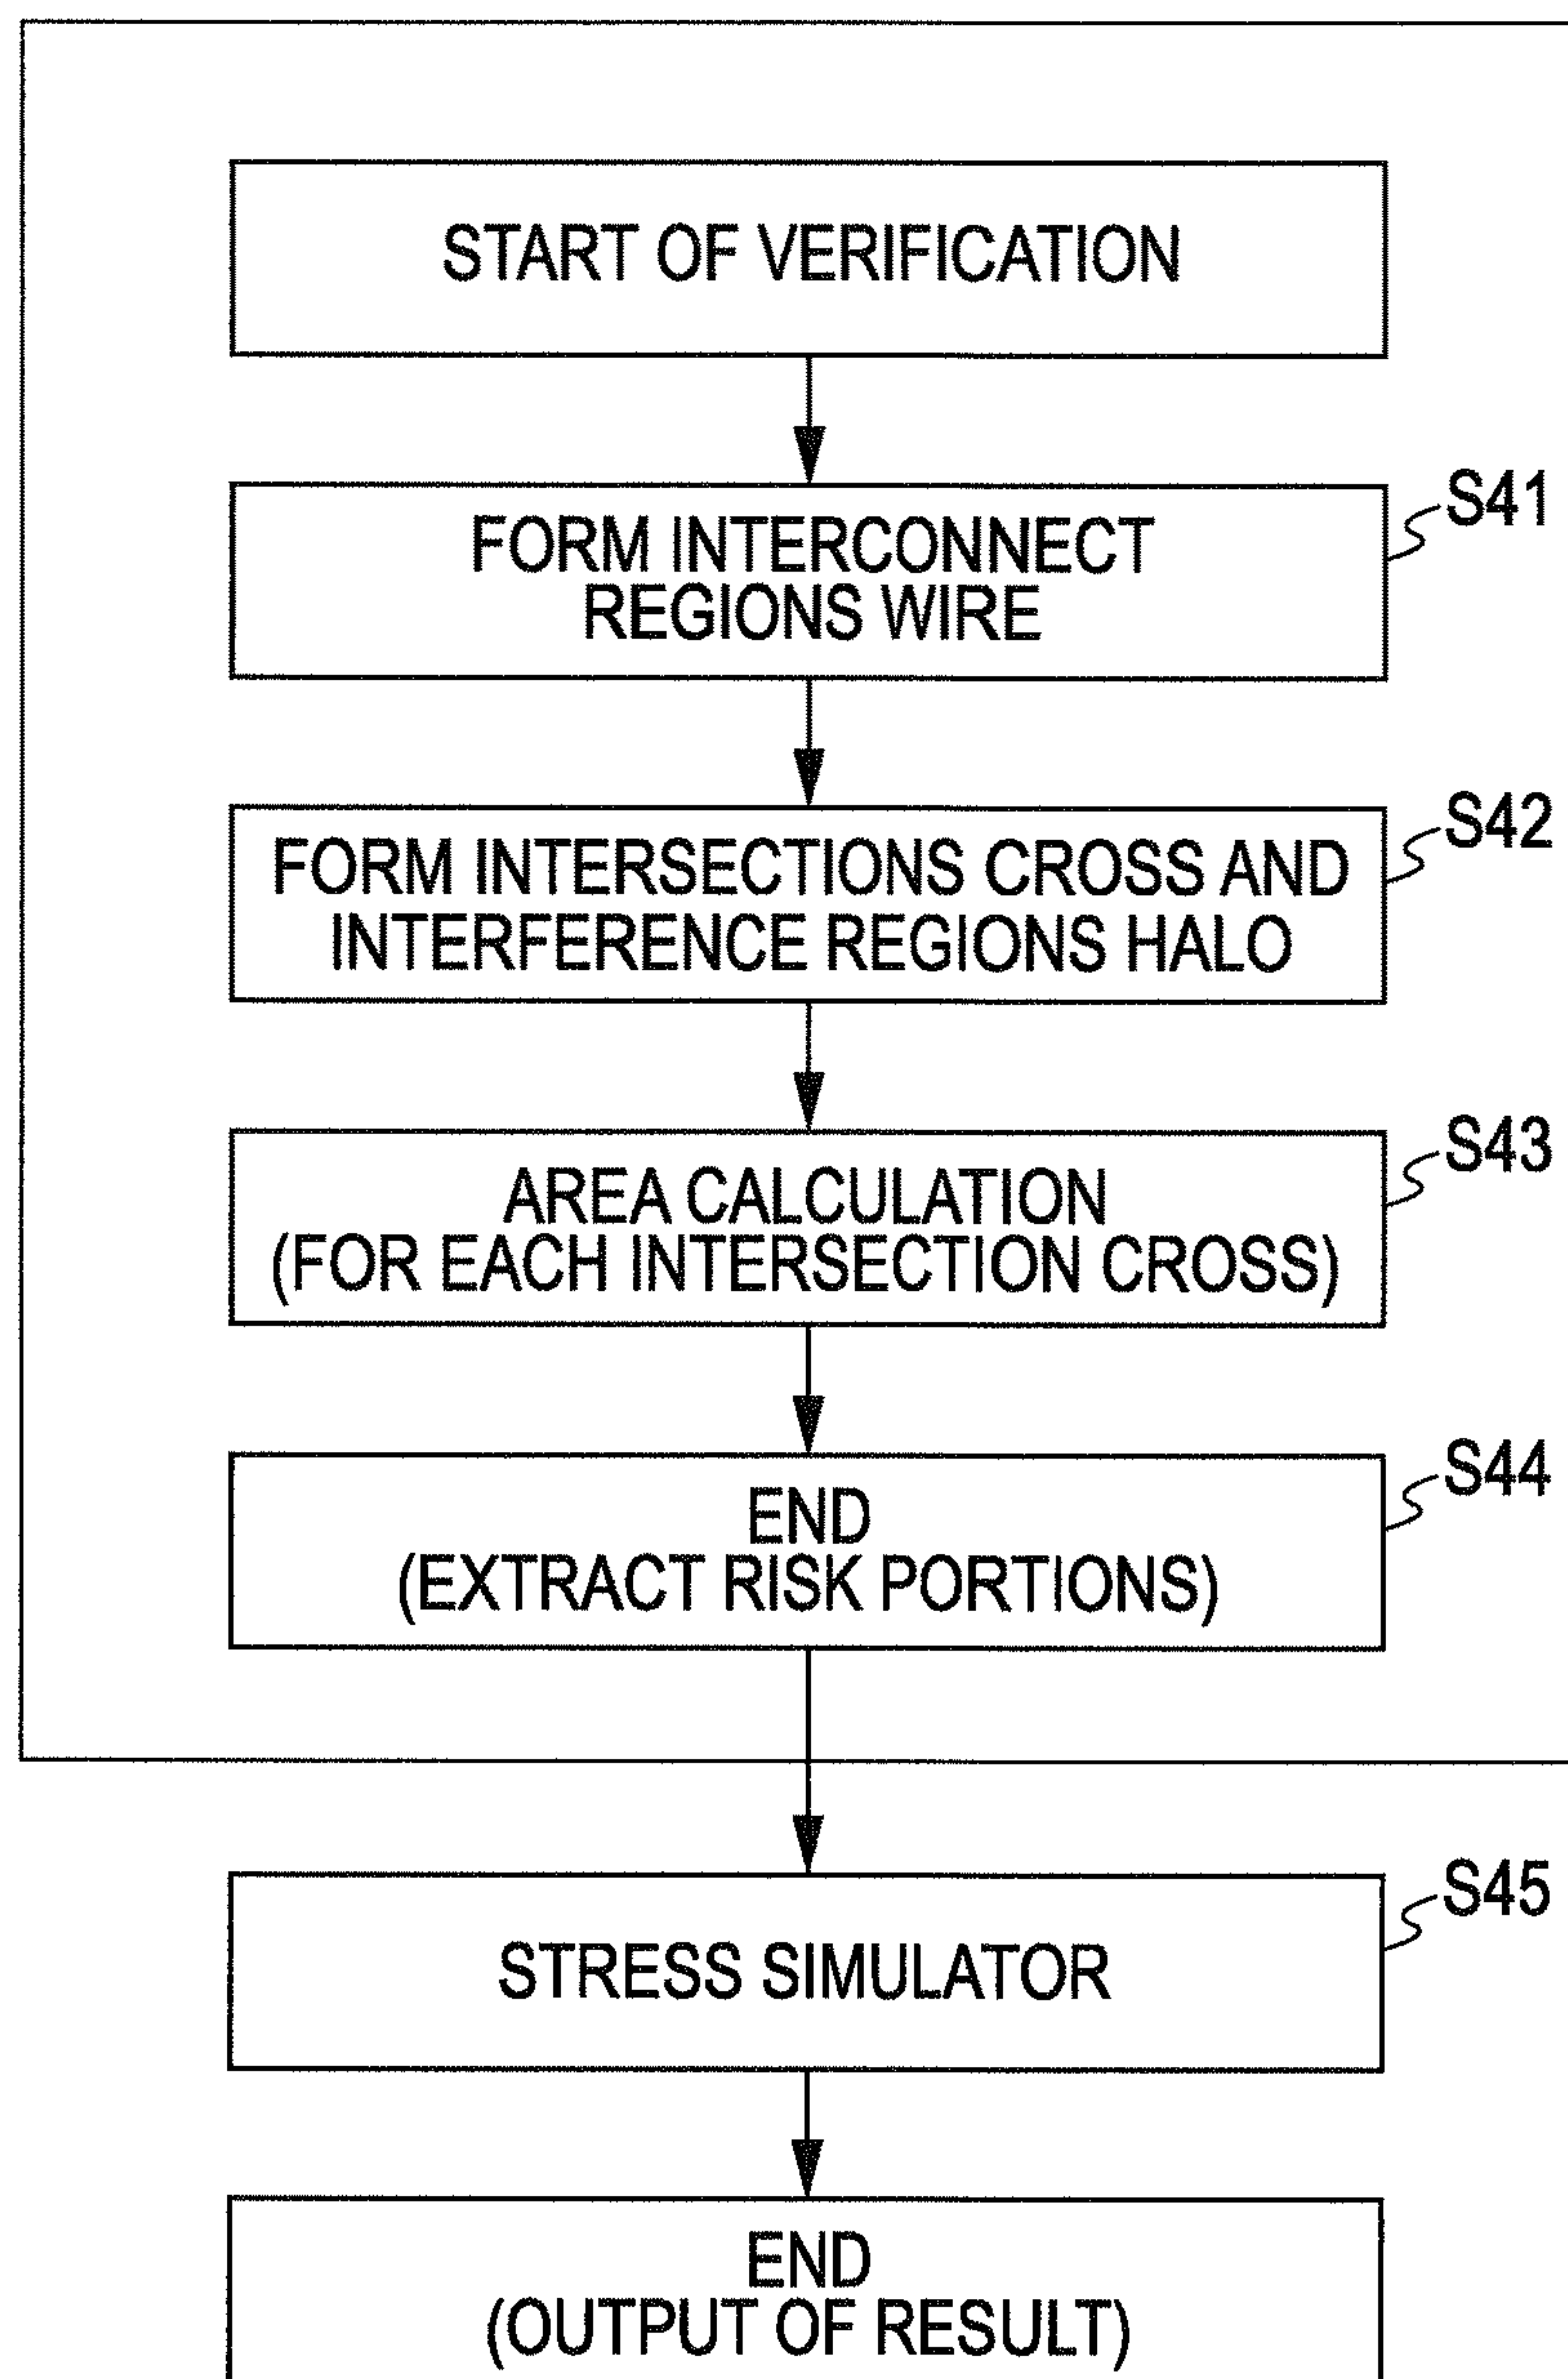 START OF VERIFICATION
S41
FORM INTERCONNECT
REGIONS WIRE
S42
FORM INTERSECTIONS CROSS AND
INTERFERENCE REGIONS HALO
S43
AREA CALCULATION
(FOR EACH INTERSECTION CROSS)
S44
END
(EXTRACT RISK PORTIONS)
S45
STRESS SIMULATOR
END
(OUTPUT OF RESULT)